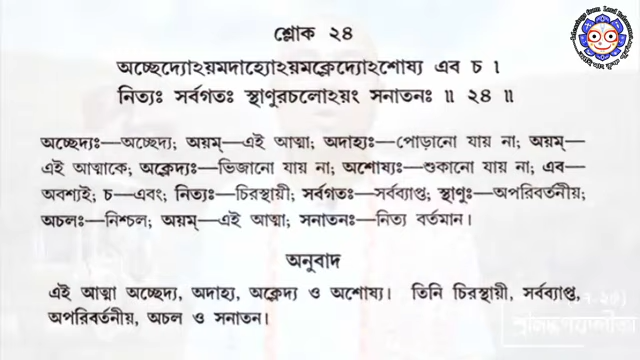 শ্লোক ২৪
অচ্ছেদ্যোঽয়মদাহ্যোঽয়মক্লেদ্যোঽশোষ্য এব চ ।
নিত্যঃ সর্বগতঃ স্থাণুরচলোঽয়ং সনাতনঃ ॥ ২৪ ॥
অচ্ছেদ্যঃ—অচ্ছেদ্য; অয়ম্—এই আত্মা; অদাহ্যঃ—পোড়ানো যায় না; অয়ম্—
এই আত্মাকে; অক্লেদ্যঃ—ভিজানো যায় না; অশোষ্যঃ—শুকানো যায় না; এব—
অবশ্যই; চ—এবং; নিত্যঃ—চিরস্থায়ী; সর্বগতঃ—সর্বব্যাপ্ত; স্থাণুঃ—অপরিবর্তনীয়;
অচলঃ—নিশ্চল; অয়ম্—এই আত্মা; সনাতনঃ—নিত্য বর্তমান।
অনুবাদ
এই আত্মা অচ্ছেদ্য, অদাহ্য, অক্লেদ্য ও অশোষ্য। তিনি চিরস্থায়ী, সর্বব্যাপ্ত,
অপরিবর্তনীয়, অচল ও সনাতন।